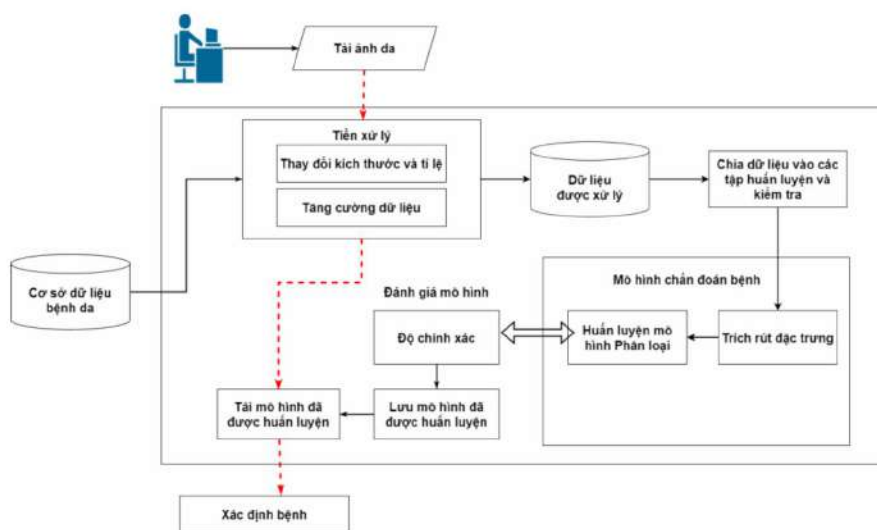 Tải ảnh da
Tiền xử lý
Thay đổi kích thước và tỉ lệ
Tăng cường dữ liệu
Dữ liệu
được xử lý
Chia dữ liệu vào các
tập huấn luyện và
kiểm tra
Cơ sở dữ liệu
bệnh da
Đánh giá mô hình
Mô hình chẩn đoán bệnh
Độ chính xác
Huấn luyện mô
hình Phân loại
Trích rút đặc trưng
Tải mô hình đã
được huấn luyện
Lưu mô hình đã
được huấn luyện
Xác định bệnh